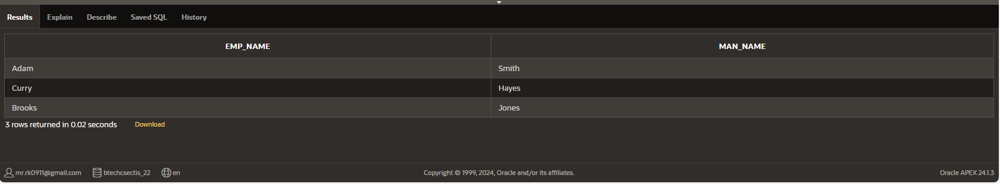 Results Explain Describe Saved SQL History
EMP_NAME MAN_NAME
Adam Smith
Curry Hayes
Brooks Jones
3 rows returned in 0.02 seconds Download
mr.rk0911@gmail.com btechcsectis_22 en Copyright © 1999, 2024, Oracle and/or its affiliates. Oracle APEX 24.1.3